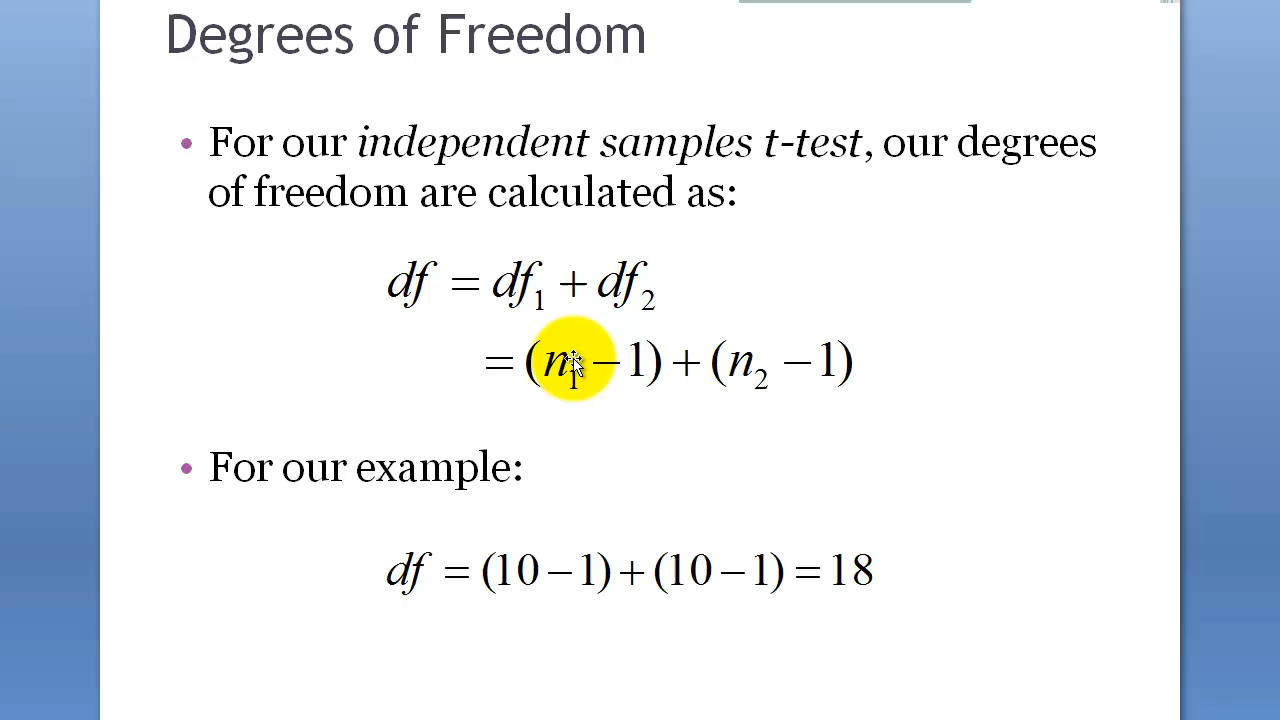 Degrees of Freedom
• For our independent samples t-test, our degrees
of freedom are calculated as:
df = df₁ + df₂
= (n₁ − 1) + (n₂ − 1)
• For our example:
df = (10 − 1) + (10 − 1) = 18